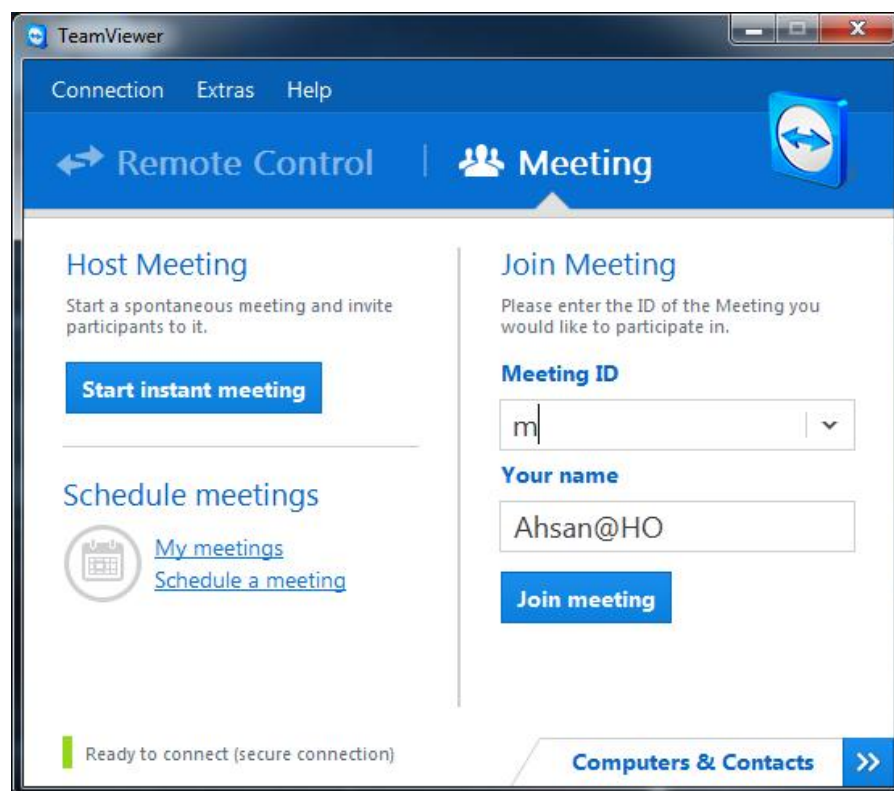 TeamViewer
Connection Extras Help
Remote Control Meeting
Host Meeting
Start a spontaneous meeting and invite
participants to it.
Start instant meeting
Schedule meetings
My meetings
Schedule a meeting
Join Meeting
Please enter the ID of the Meeting you
would like to participate in.
Meeting ID
m
Your name
Ahsan@HO
Join meeting
Ready to connect (secure connection)
Computers & Contacts